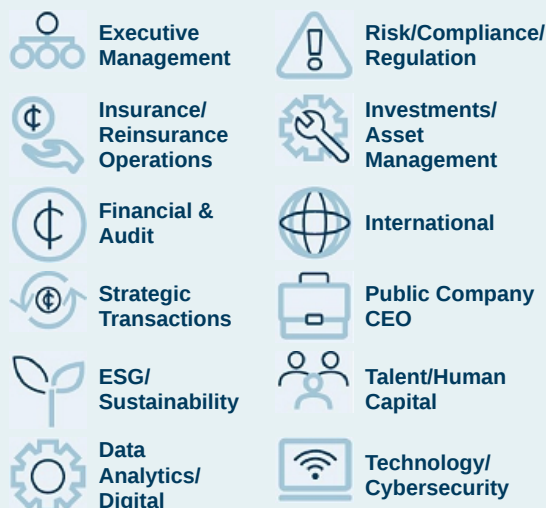 Executive
Management
Risk/Compliance/
Regulation
Insurance/
Reinsurance
Operations
Investments/
Asset
Management
Financial &
Audit
International
Strategic
Transactions
Public Company
CEO
ESG/
Sustainability
Talent/Human
Capital
Data
Analytics/
Digital
Technology/
Cybersecurity